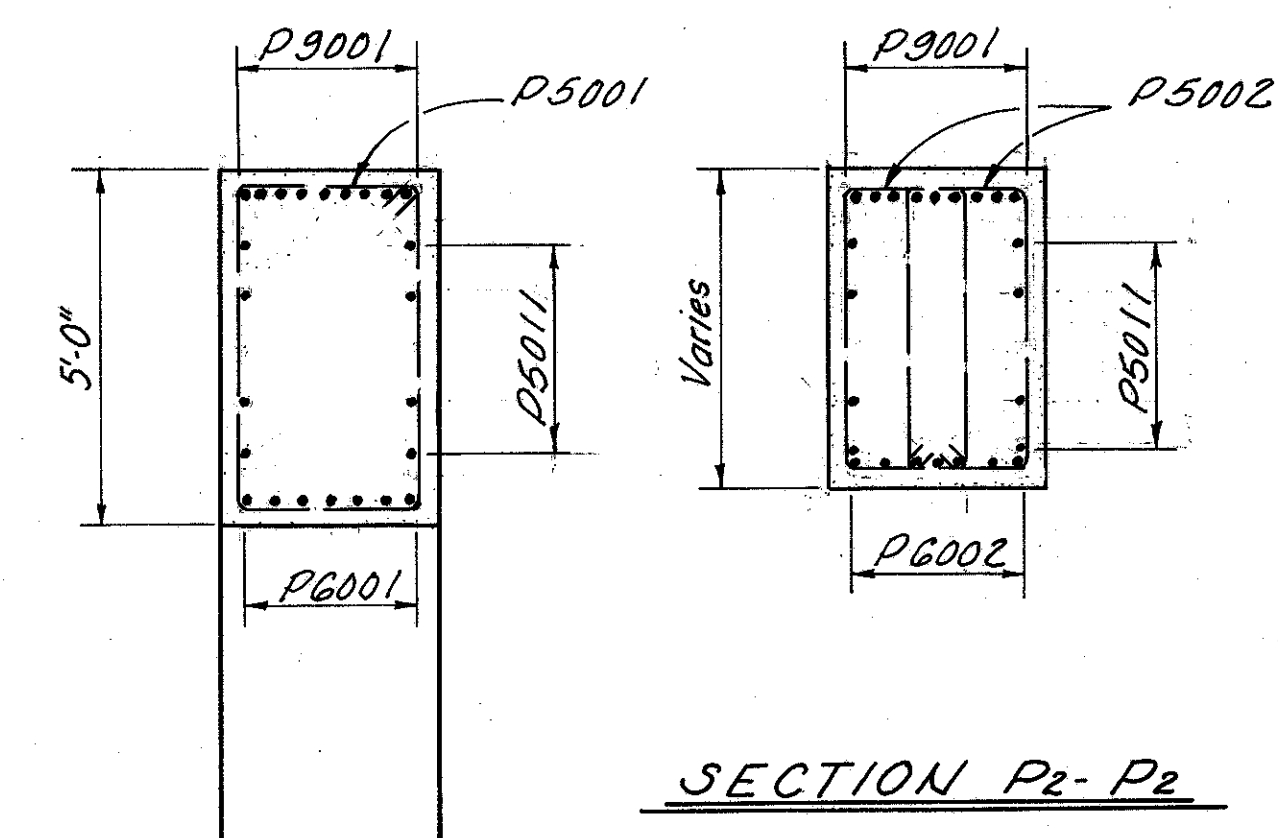 P9001
P5001
5'-0"
P5011
P6001
P9001
P5002
Varies
P5011
P6002
SECTION P2-P2